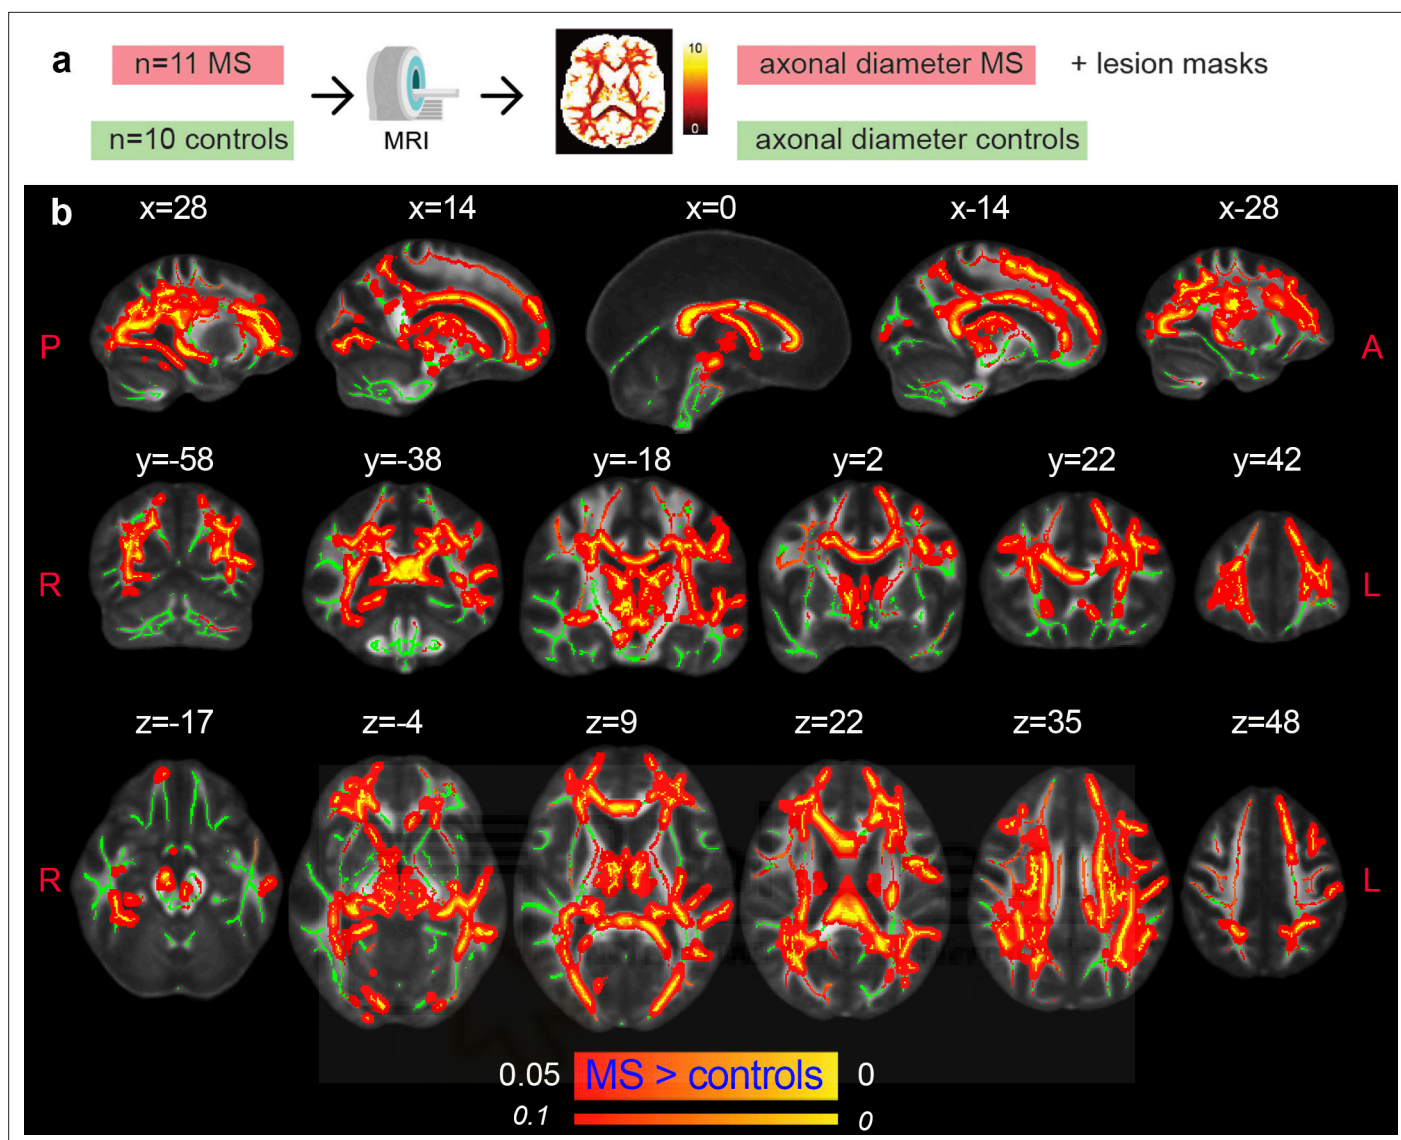 a
n=11 MS
n=10 controls
MRI
10
0
axonal diameter MS
+ lesion masks
axonal diameter controls
b
x=28
x=14
x=0
x-14
x-28
P
A
y=-58
y=-38
y=-18
y=2
y=22
y=42
R
L
z=-17
z=-4
z=9
z=22
z=35
z=48
R
L
0.05 MS > controls 0
0.1 0